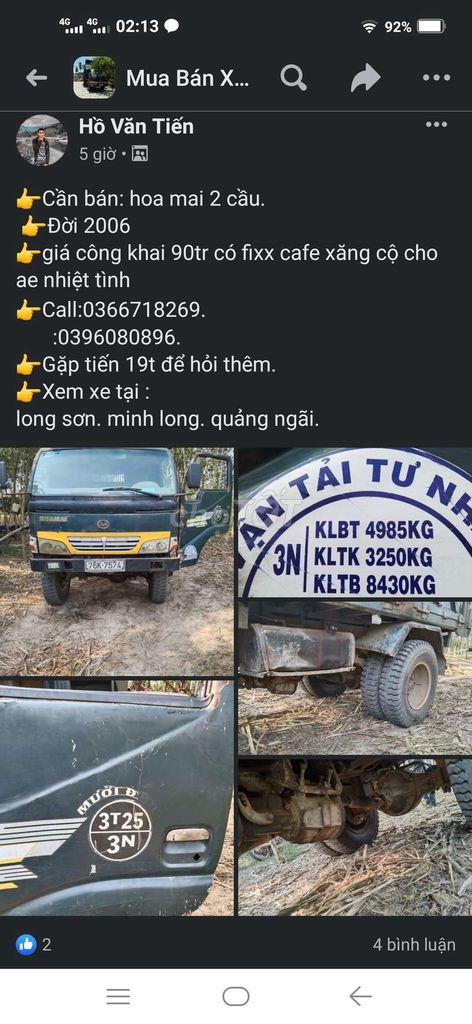 4G 4G 02:13 92%
Mua Bán X...
Hồ Văn Tiến
5 giờ
👉Cần bán: hoa mai 2 cầu.
👉Đời 2006
👉giá công khai 90tr có fixx cafe xăng cộ cho
ae nhiệt tình
👉Call:0366718269.
:0396080896.
👉Gặp tiến 19t để hỏi thêm.
👉Xem xe tại :
long sơn. minh long. quảng ngãi.
76K-7574
VẬN TẢI TƯ NH
3N
KLBT 4985KG
KLTK 3250KG
KLTB 8430KG
MƯỜI Đ
3T25
3N
2
4 bình luận